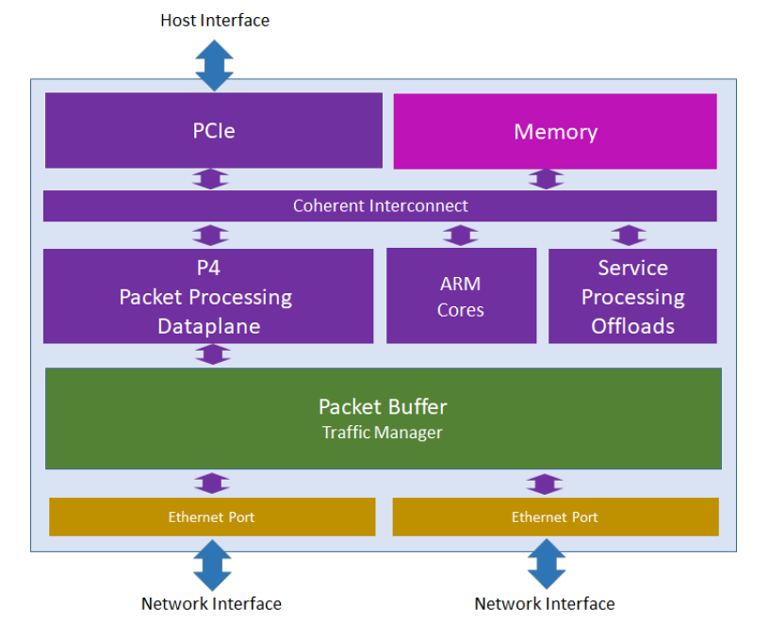 Host Interface
PCIe
Memory
Coherent Interconnect
P4
Packet Processing
Dataplane
ARM
Cores
Service
Processing
Offloads
Packet Buffer
Traffic Manager
Ethernet Port
Ethernet Port
Network Interface
Network Interface